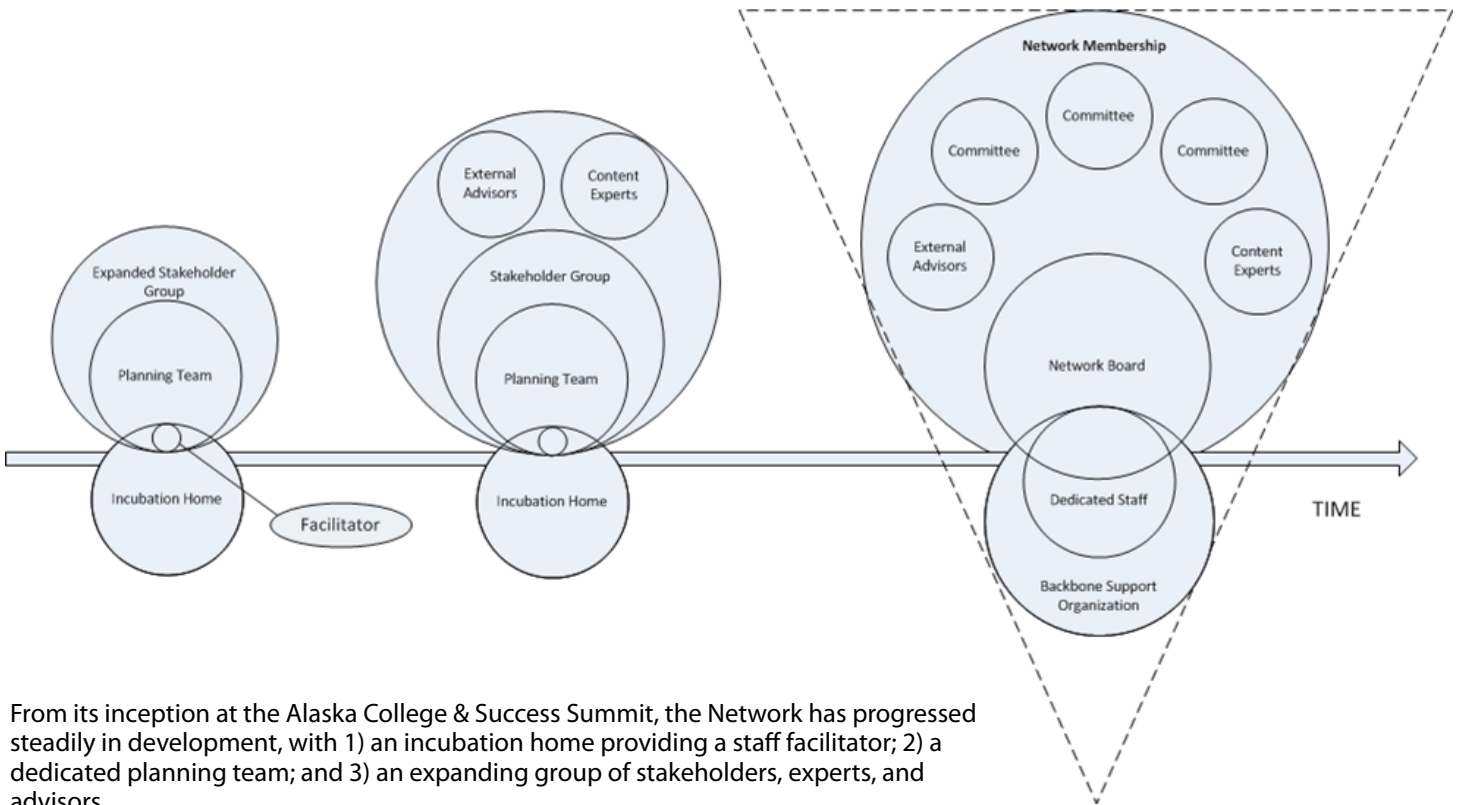 Expanded Stakeholder
Group
Planning Team
Incubation Home
Facilitator
External
Advisors
Content
Experts
Stakeholder Group
Planning Team
Incubation Home
Network Membership
Committee
Committee
Committee
External
Advisors
Content
Experts
Network Board
Dedicated Staff
Backbone Support
Organization
TIME
From its inception at the Alaska College & Success Summit, the Network has progressed
steadily in development, with 1) an incubation home providing a staff facilitator; 2) a
dedicated planning team; and 3) an expanding group of stakeholders, experts, and
advisors